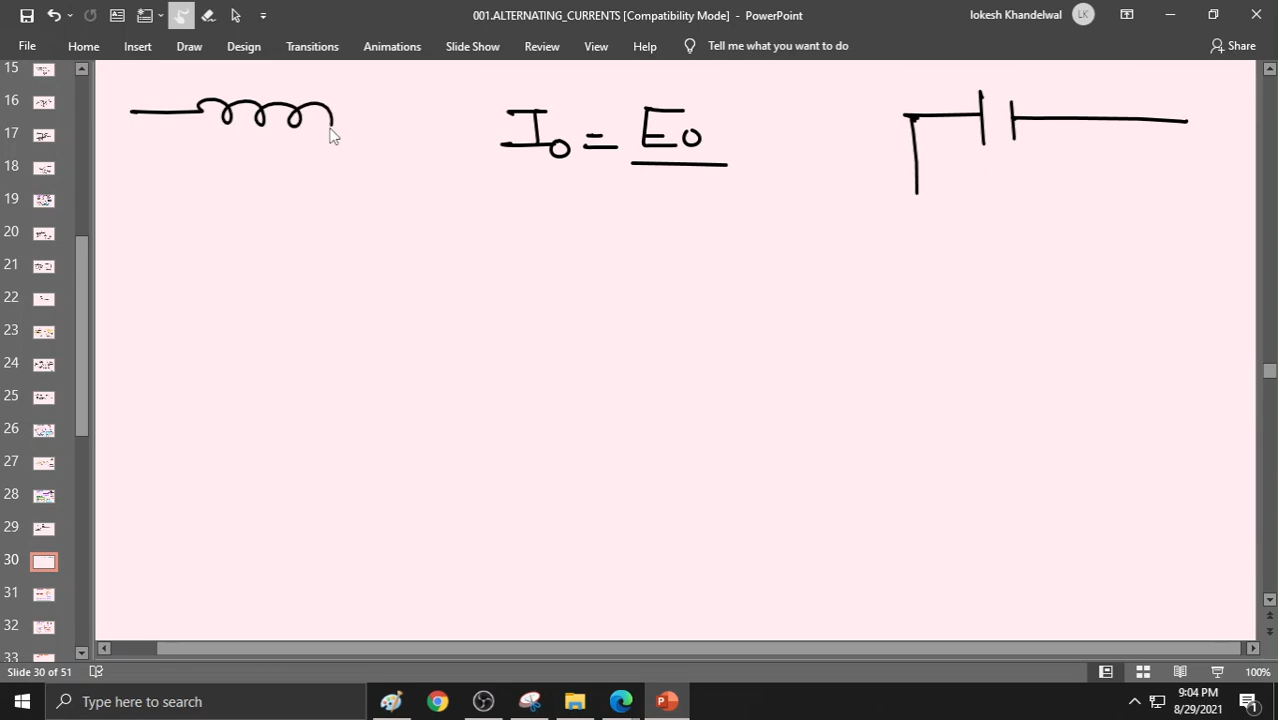 001.ALTERNATING_CURRENTS [Compatibility Mode] - PowerPoint
lokesh Khandelwal
LK
File Home Insert Draw Design Transitions Animations Slide Show Review View Help Tell me what you want to do Share
15
16
17
18
19
20
21
22
23
24
25
26
27
28
29
30
31
32
33
I₀ = E₀
Slide 30 of 51
100%
Type here to search
9:04 PM
8/29/2021
1